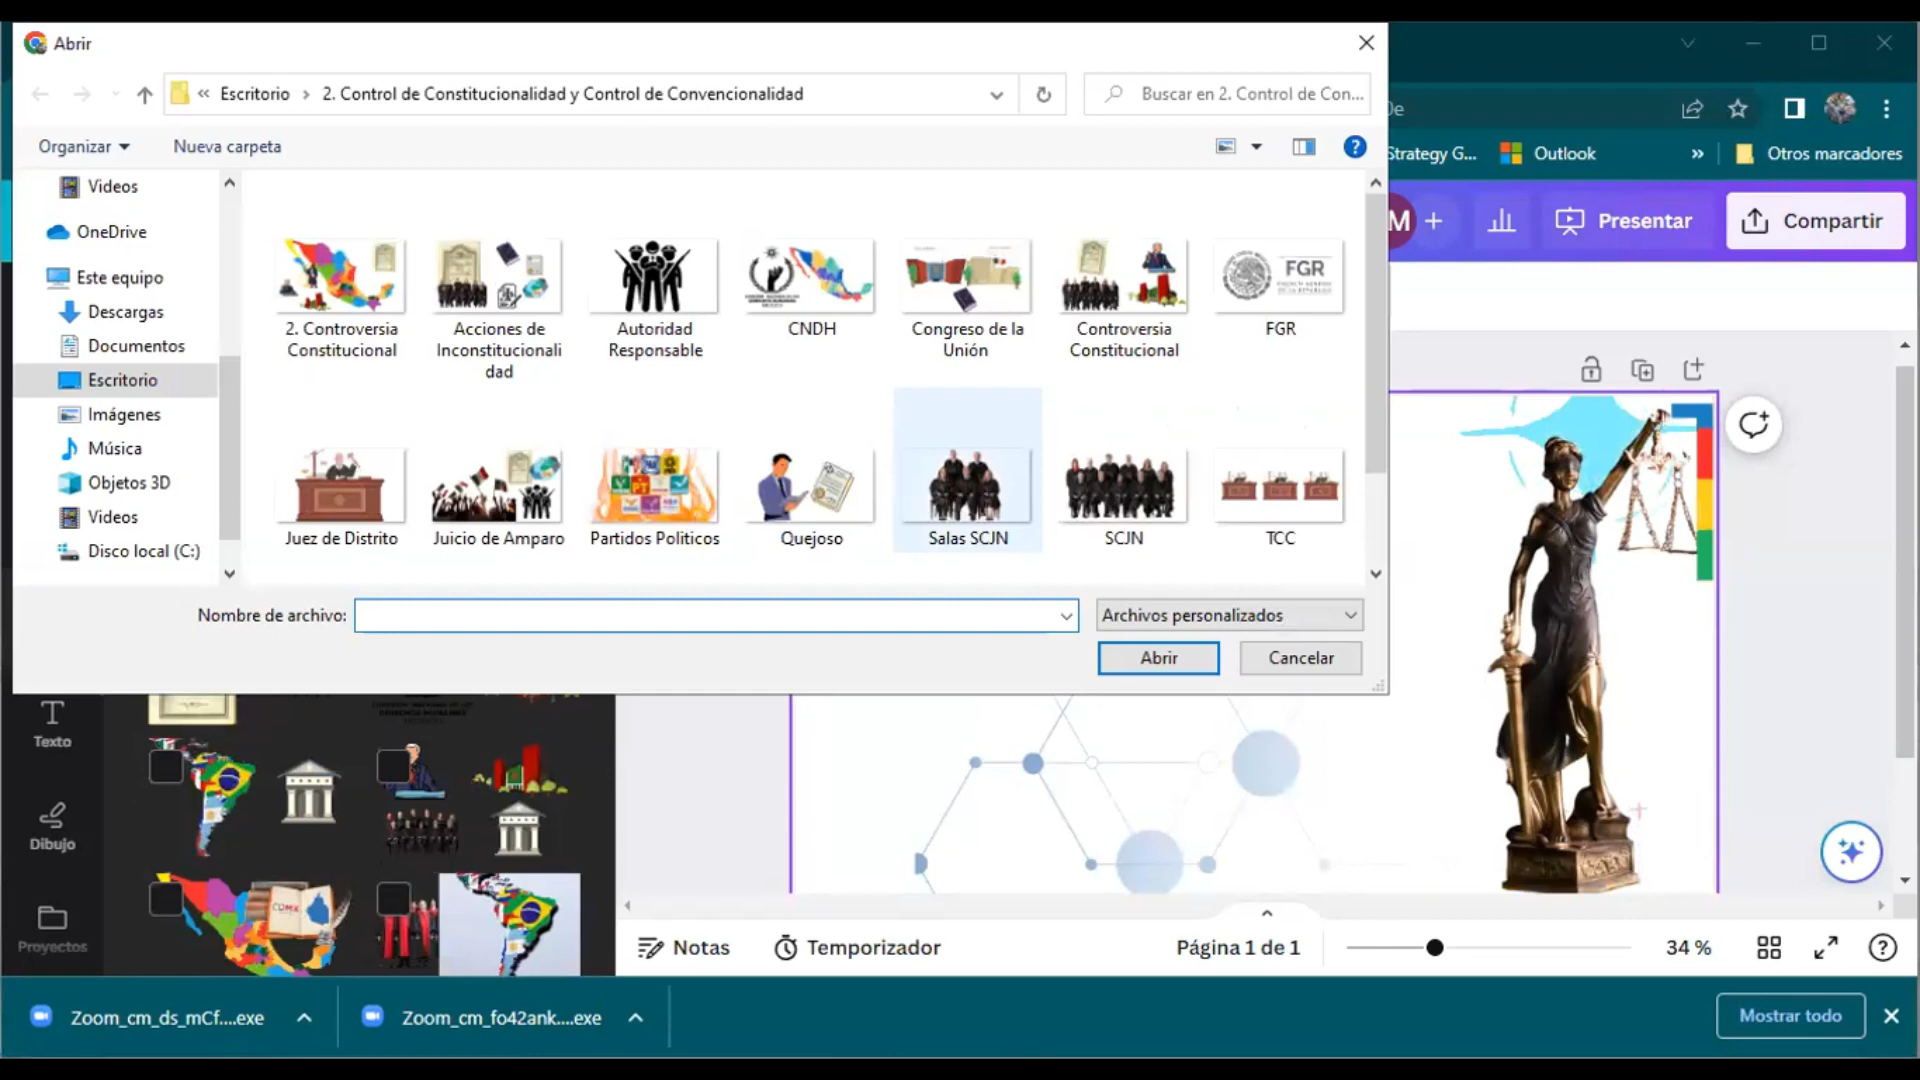 Abrir
« Escritorio › 2. Control de Constitucionalidad y Control de Convencionalidad
Buscar en 2. Control de Con...
Organizar
Nueva carpeta
Strategy G...
Outlook
»
Otros marcadores
M
+
Presentar
Compartir
Videos
OneDrive
Este equipo
Descargas
Documentos
Escritorio
Imágenes
Música
Objetos 3D
Videos
Disco local (C:)
2. Controversia
Constitucional
Acciones de
Inconstitucionali
dad
Autoridad
Responsable
CNDH
Congreso de la
Unión
Controversia
Constitucional
FGR
FGR
Juez de Distrito
Juicio de Amparo
PT
Partidos Politicos
Quejoso
Salas SCJN
SCJN
TCC
Nombre de archivo:
Archivos personalizados
Abrir
Cancelar
Texto
Dibujo
Proyectos
CDMX
Notas
Temporizador
Página 1 de 1
34 %
Zoom_cm_ds_mCf....exe
Zoom_cm_fo42ank....exe
Mostrar todo